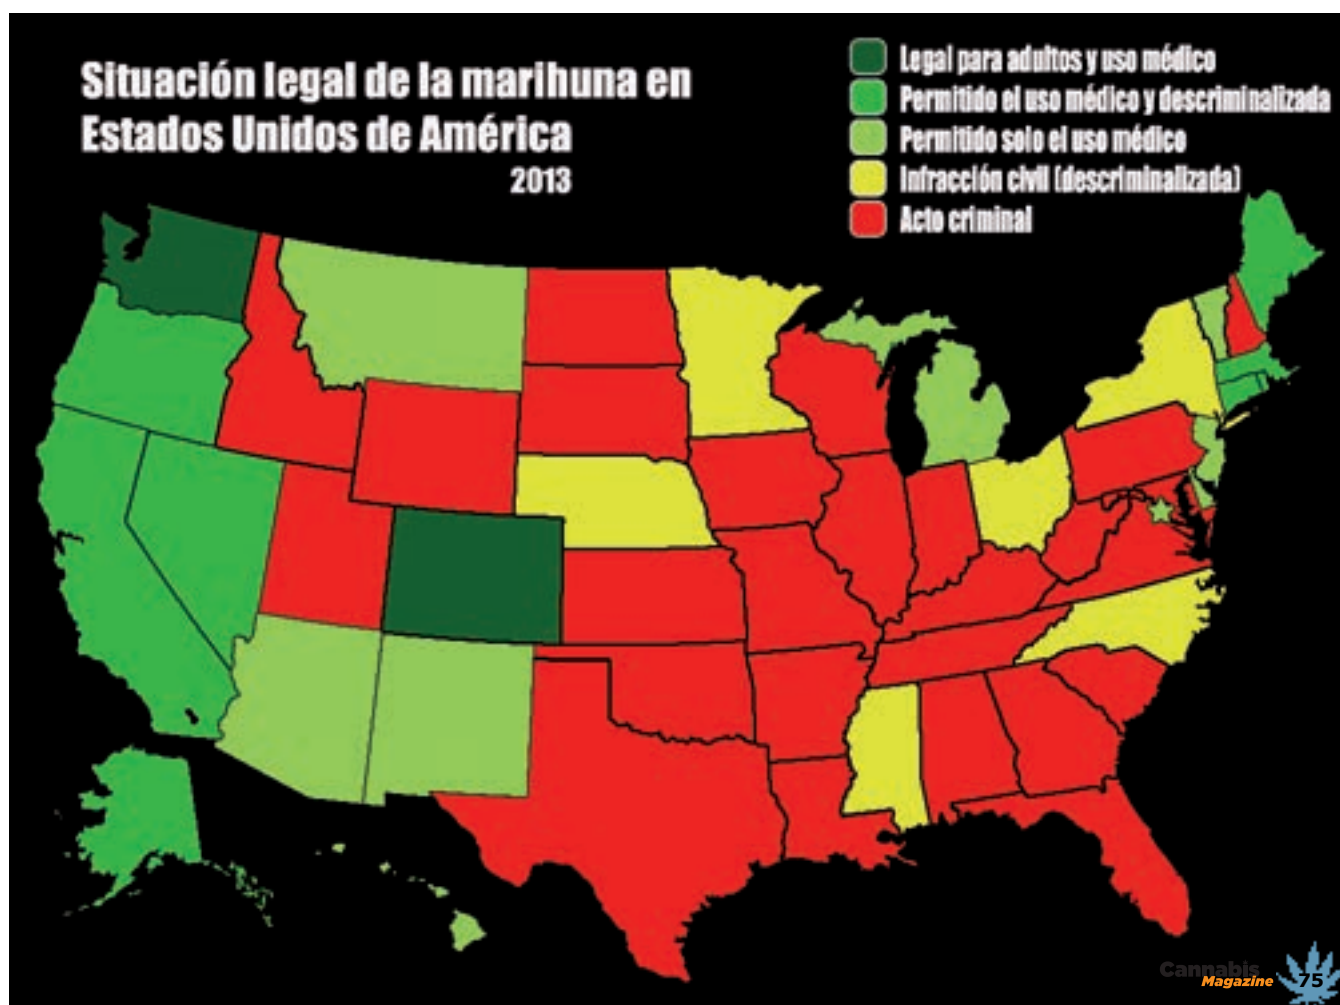 Situación legal de la marihuna en
Estados Unidos de América
2013
Legal para adultos y uso médico
Permitido el uso médico y descriminalizada
Permitido solo el uso médico
Infracción civil (descriminalizada)
Acto criminal
Cannabis
Magazine
75